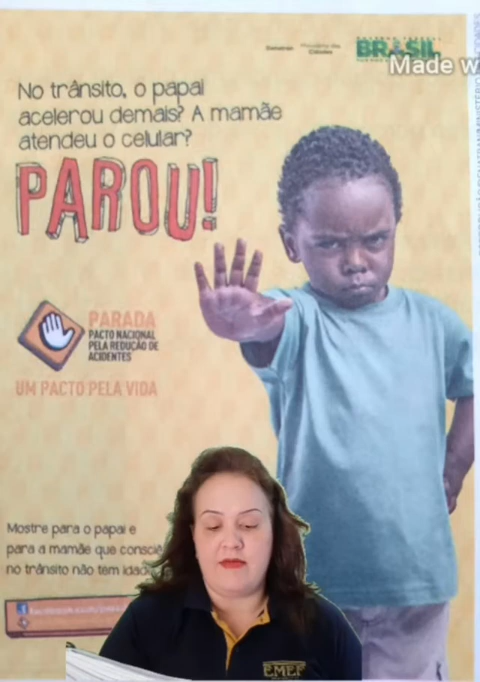 Denatran Ministério das Cidades
BRASIL
Made w
No trânsito, o papai
acelerou demais? A mamãe
atendeu o celular?
PAROU!
PARADA
PACTO NACIONAL
PELA REDUÇÃO DE
ACIDENTES
UM PACTO PELA VIDA
Mostre para o papai e
para a mamãe que consciê
no trânsito não tem idad
EMEF